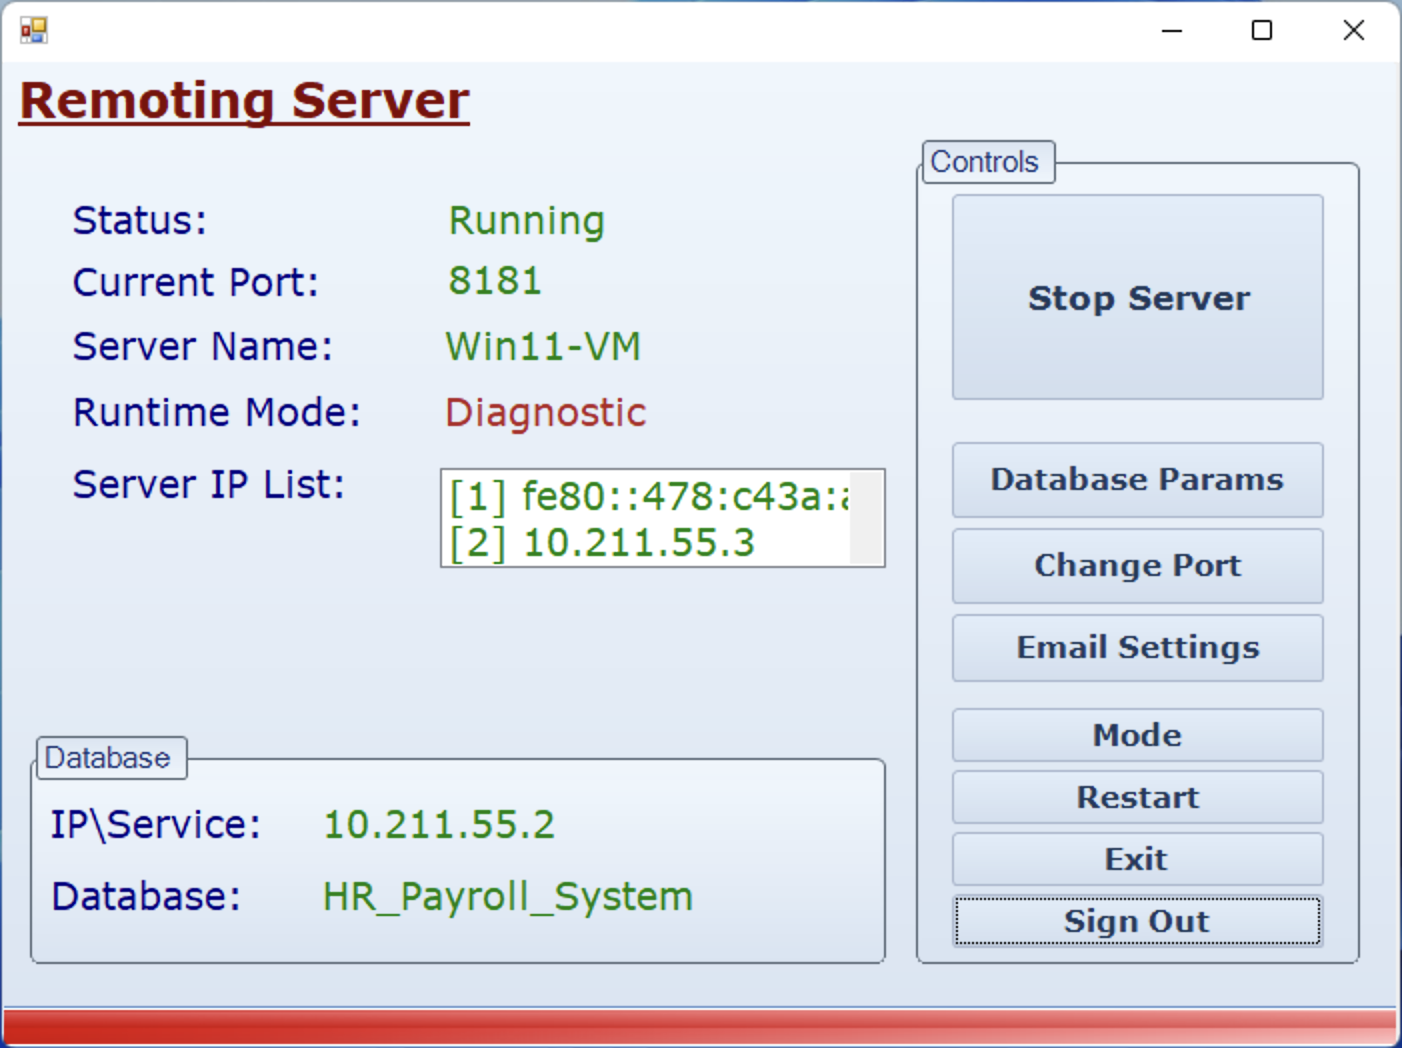 Remoting Server
Status: Running
Current Port: 8181
Server Name: Win11-VM
Runtime Mode: Diagnostic
Server IP List: [1] fe80::478:c43a:
[2] 10.211.55.3
Database
IP\Service: 10.211.55.2
Database: HR_Payroll_System
Controls
Stop Server
Database Params
Change Port
Email Settings
Mode
Restart
Exit
Sign Out